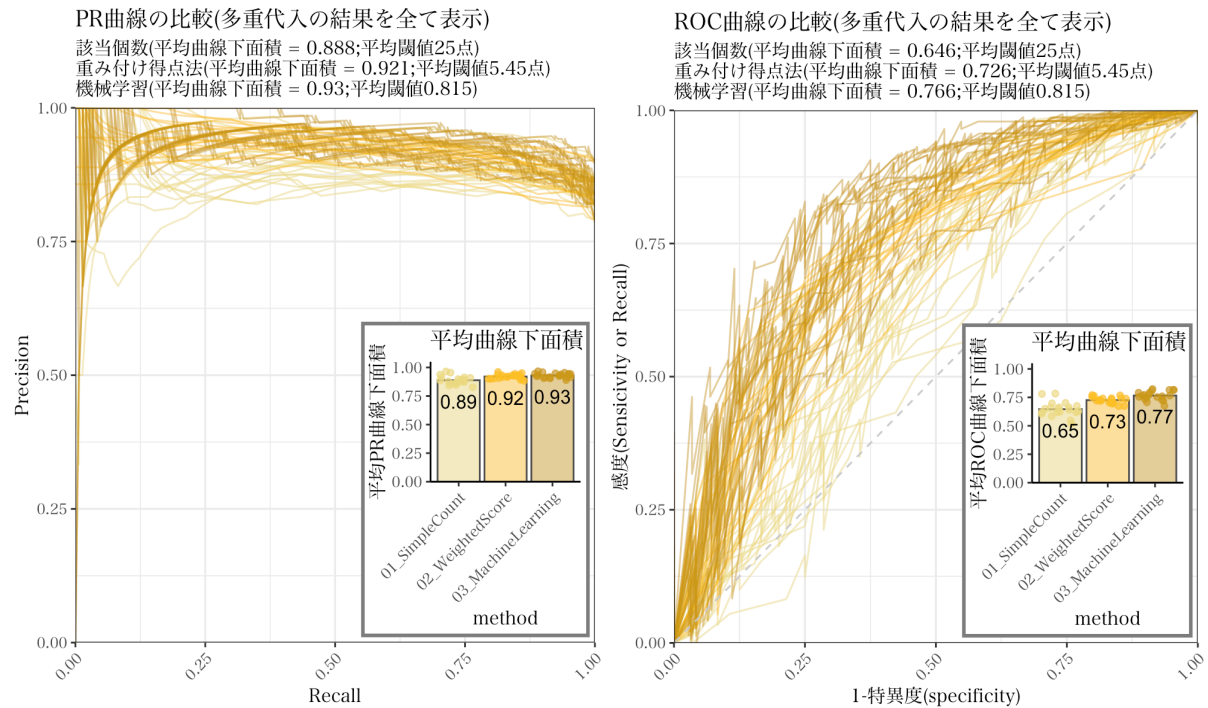 PR曲線の比較(多重代入の結果を全て表示)
該当個数(平均曲線下面積 = 0.888;平均閾値25点)
重み付け得点法(平均曲線下面積 = 0.921;平均閾値5.45点)
機械学習(平均曲線下面積 = 0.93;平均閾値0.815)
1.00
0.75
0.50
0.25
0.00
Precision
0.00
0.25
0.50
0.75
1.00
Recall
平均曲線下面積
平均PR曲線下面積
1.00
0.75
0.50
0.25
0.00
0.89
0.92
0.93
01_SimpleCount
02_WeightedScore
03_MachineLearning
method
ROC曲線の比較(多重代入の結果を全て表示)
該当個数(平均曲線下面積 = 0.646;平均閾値25点)
重み付け得点法(平均曲線下面積 = 0.726;平均閾値5.45点)
機械学習(平均曲線下面積 = 0.766;平均閾値0.815)
1.00
0.75
0.50
0.25
0.00
感度(Sensicivity or Recall)
0.00
0.25
0.50
0.75
1.00
1-特異度(specificity)
平均曲線下面積
平均ROC曲線下面積
1.00
0.75
0.50
0.25
0.00
0.65
0.73
0.77
01_SimpleCount
02_WeightedScore
03_MachineLearning
method